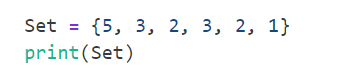 Set = {5, 3, 2, 3, 2, 1}
print(Set)